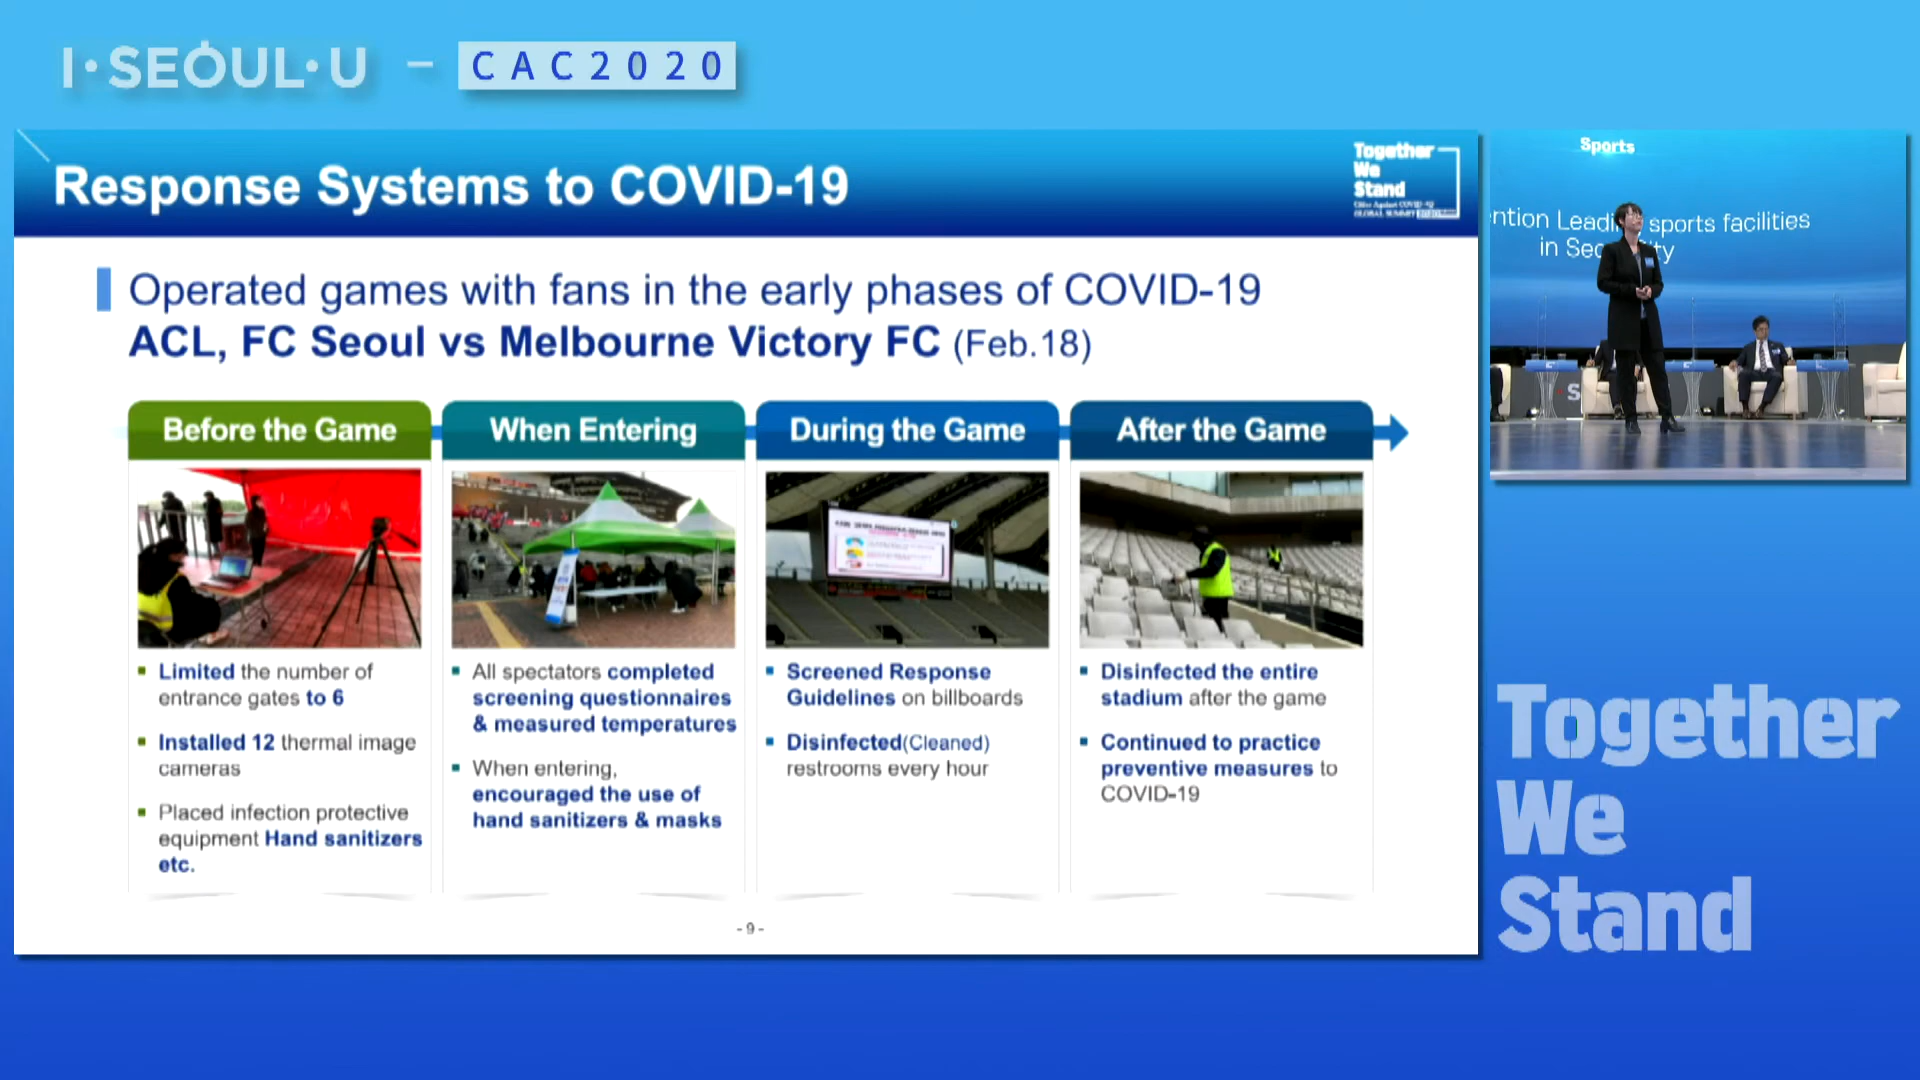 I·SEOUL·U – CAC2020
Response Systems to COVID-19
Together
We
Stand
Operated games with fans in the early phases of COVID-19
ACL, FC Seoul vs Melbourne Victory FC (Feb.18)
Before the Game
Limited the number of
entrance gates to 6
Installed 12 thermal image
cameras
Placed infection protective
equipment Hand sanitizers
etc.
When Entering
All spectators completed
screening questionnaires
& measured temperatures
When entering,
encouraged the use of
hand sanitizers & masks
During the Game
Screened Response
Guidelines on billboards
Disinfected(Cleaned)
restrooms every hour
After the Game
Disinfected the entire
stadium after the game
Continued to practice
preventive measures to
COVID-19
- 9 -
Sports
ntion Leadi sports facilities
in Seo ty
Together
We
Stand